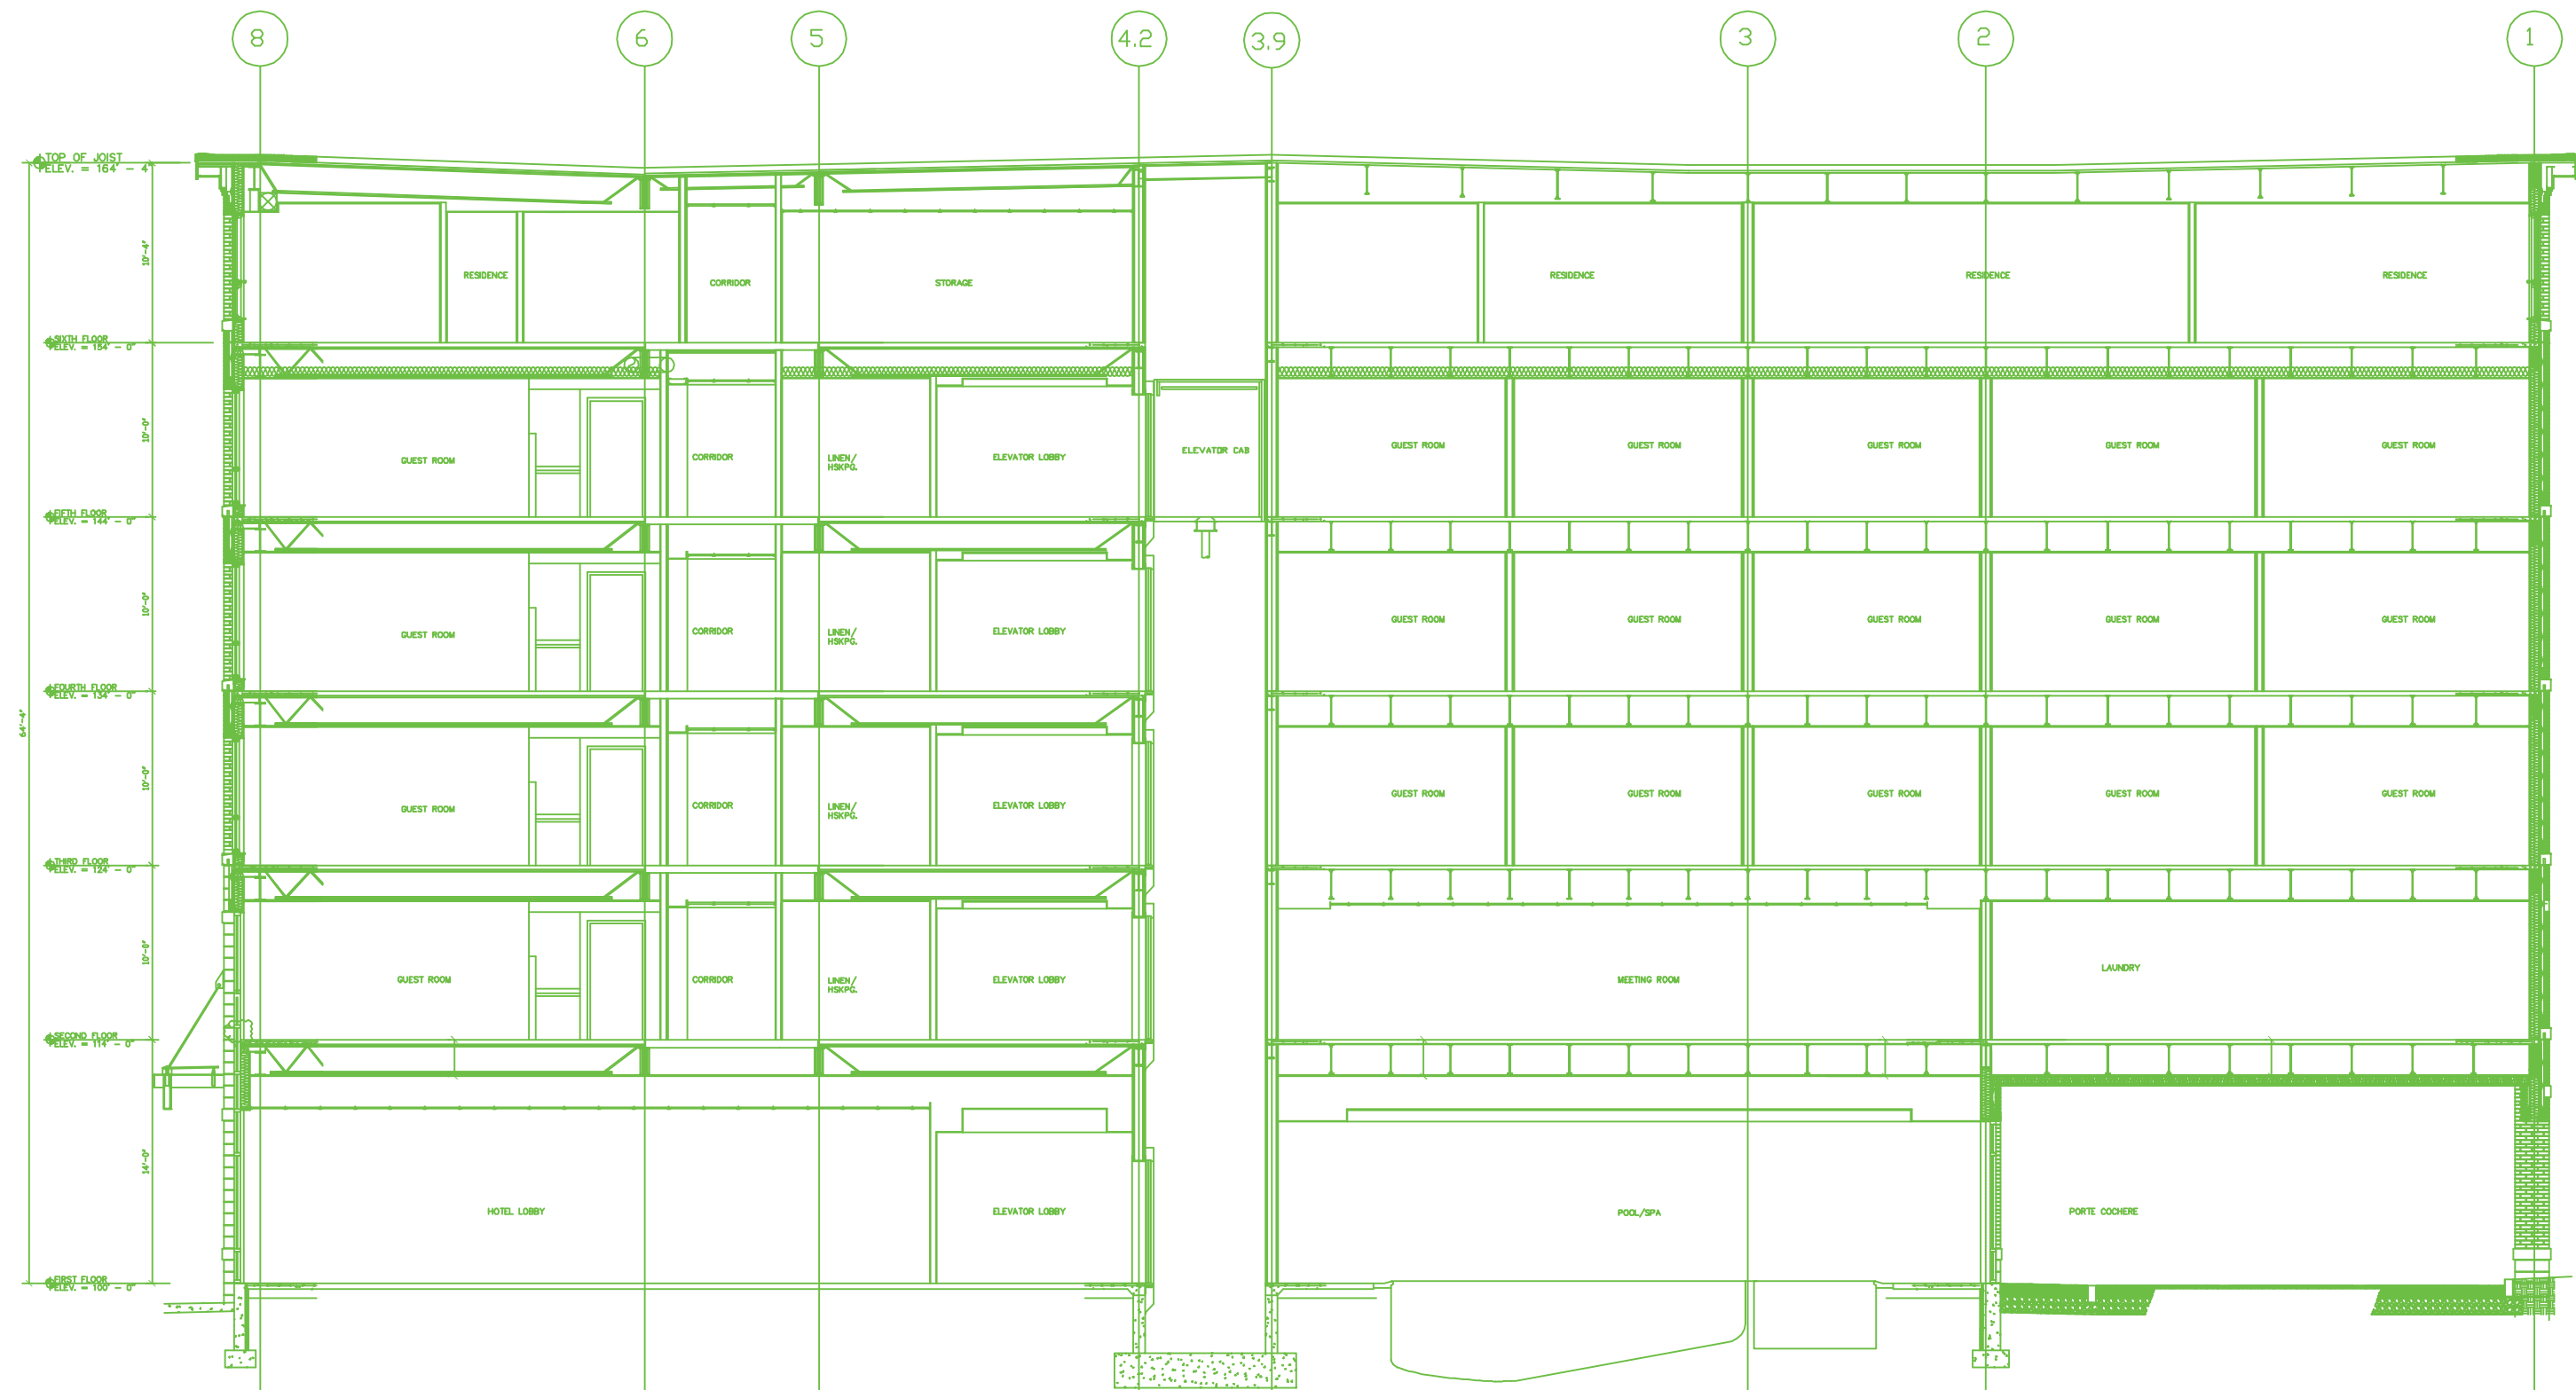 8 6 5 4.2 3.9 3 2 1
TOP OF JOIST
ELEV. = 164' - 4"
10'-4"
RESIDENCE
CORRIDOR
STORAGE
RESIDENCE
RESIDENCE
RESIDENCE
SIXTH FLOOR
ELEV. = 154' - 0"
10'-0"
GUEST ROOM
CORRIDOR
LINEN/
HSKPG.
ELEVATOR LOBBY
ELEVATOR CAB
GUEST ROOM
GUEST ROOM
GUEST ROOM
GUEST ROOM
GUEST ROOM
FIFTH FLOOR
ELEV. = 144' - 0"
10'-0"
GUEST ROOM
CORRIDOR
LINEN/
HSKPG.
ELEVATOR LOBBY
GUEST ROOM
GUEST ROOM
GUEST ROOM
GUEST ROOM
GUEST ROOM
FOURTH FLOOR
ELEV. = 134' - 0"
64'-4"
10'-0"
GUEST ROOM
CORRIDOR
LINEN/
HSKPG.
ELEVATOR LOBBY
GUEST ROOM
GUEST ROOM
GUEST ROOM
GUEST ROOM
GUEST ROOM
THIRD FLOOR
ELEV. = 124' - 0"
10'-0"
GUEST ROOM
CORRIDOR
LINEN/
HSKPG.
ELEVATOR LOBBY
MEETING ROOM
LAUNDRY
SECOND FLOOR
ELEV. = 114' - 0"
14'-0"
HOTEL LOBBY
ELEVATOR LOBBY
POOL/SPA
PORTE COCHERE
FIRST FLOOR
ELEV. = 100' - 0"